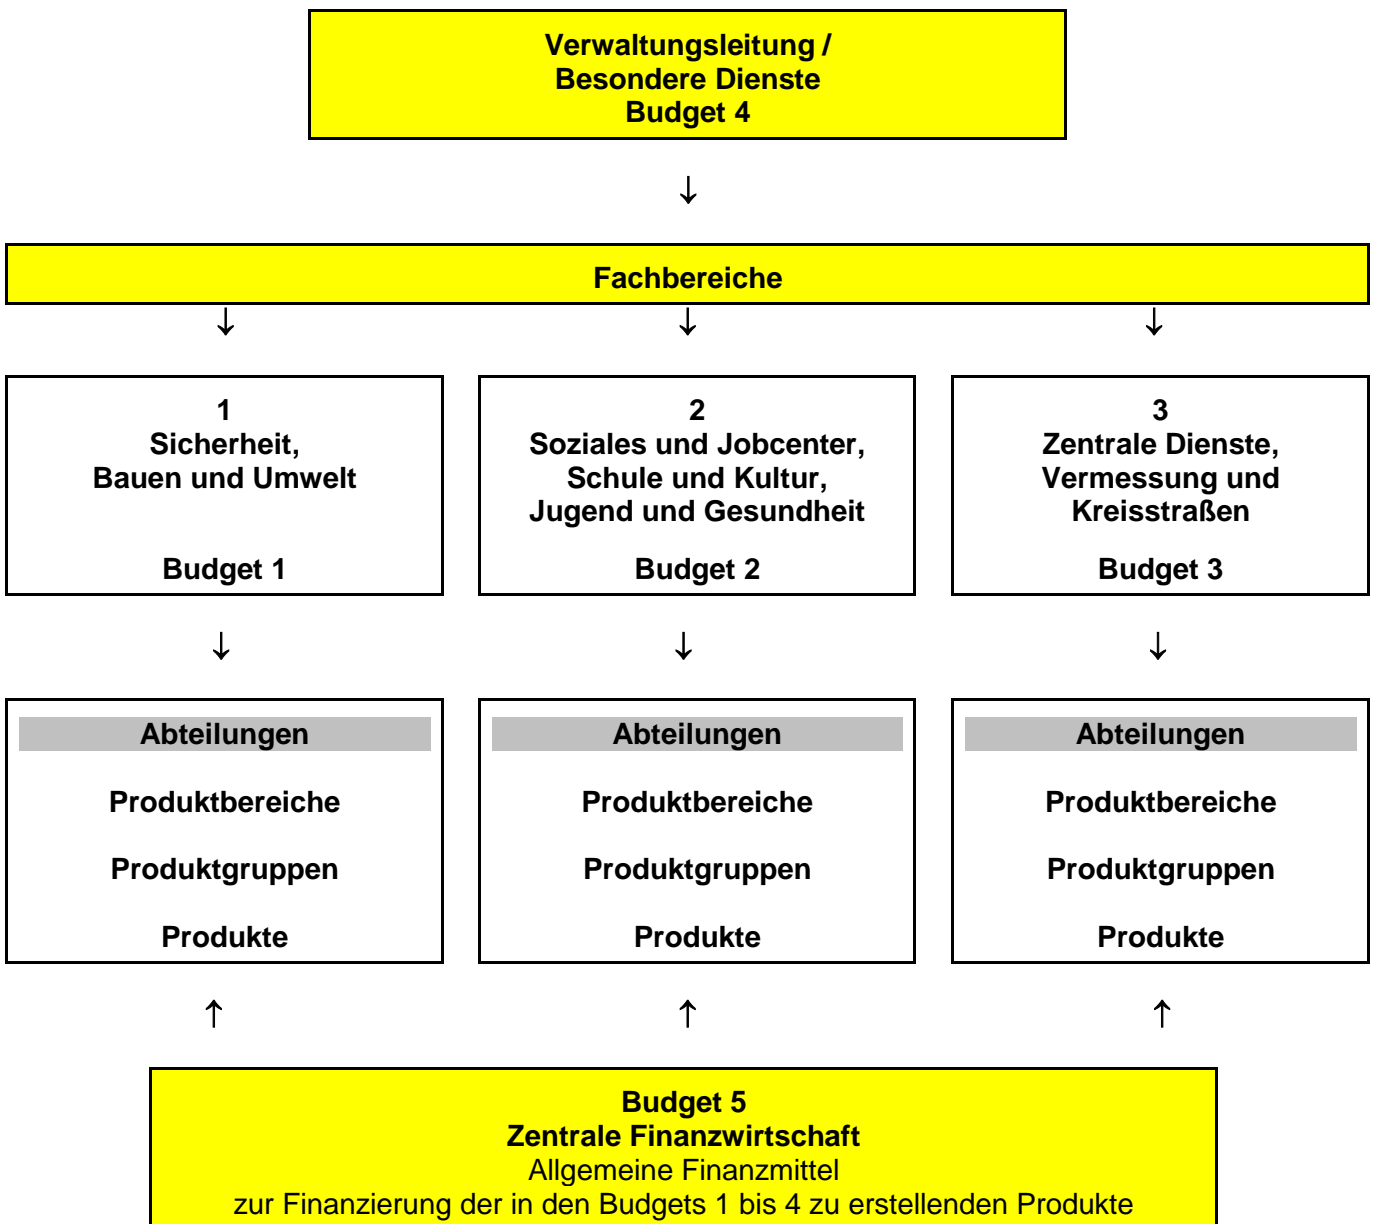 Verwaltungsleitung /
Besondere Dienste
Budget 4
↓
Fachbereiche
↓ ↓ ↓
1
Sicherheit,
Bauen und Umwelt
Budget 1
2
Soziales und Jobcenter,
Schule und Kultur,
Jugend und Gesundheit
Budget 2
3
Zentrale Dienste,
Vermessung und
Kreisstraßen
Budget 3
↓ ↓ ↓
Abteilungen
Produktbereiche
Produktgruppen
Produkte
Abteilungen
Produktbereiche
Produktgruppen
Produkte
Abteilungen
Produktbereiche
Produktgruppen
Produkte
↑ ↑ ↑
Budget 5
Zentrale Finanzwirtschaft
Allgemeine Finanzmittel
zur Finanzierung der in den Budgets 1 bis 4 zu erstellenden Produkte